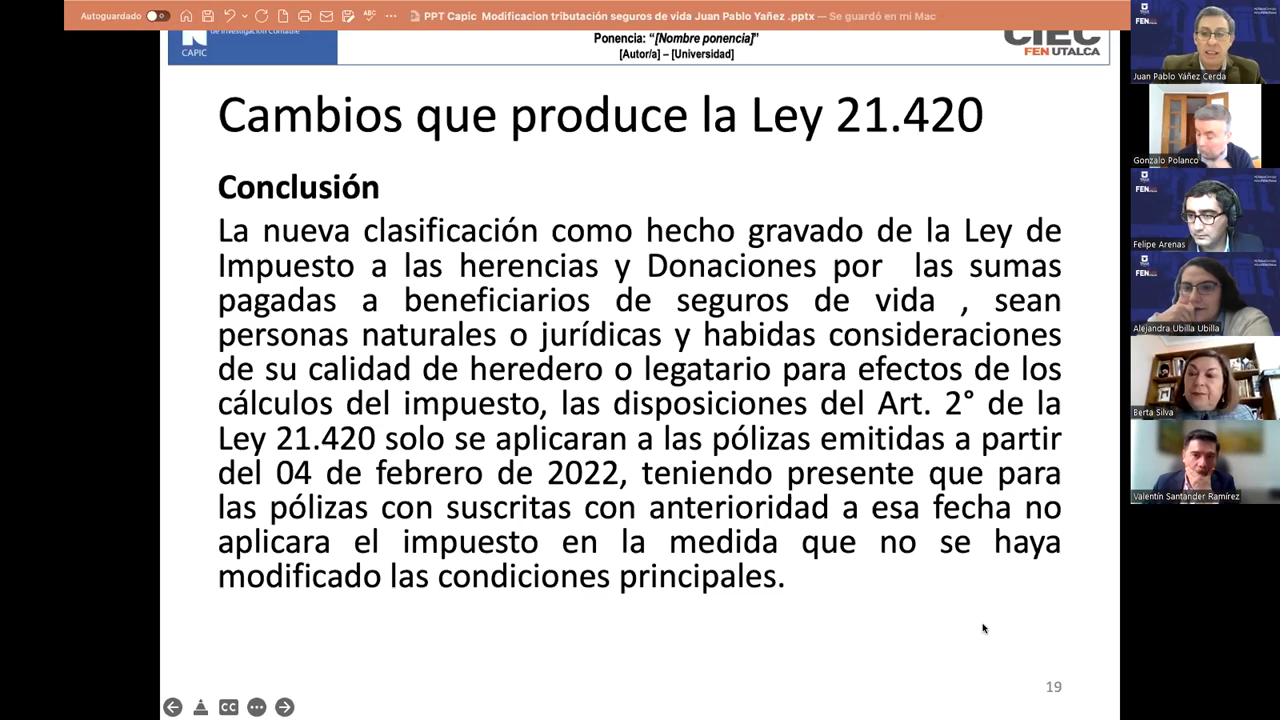 Autoguardado
PPT Capic Modificacion tributación seguros de vida Juan Pablo Yañez .pptx — Se guardó en mi Mac
de Investigación Contable
CAPIC
Ponencia: “[Nombre ponencia]”
[Autor/a] – [Universidad]
CIEC
FEN UTALCA
Cambios que produce la Ley 21.420
Conclusión
La nueva clasificación como hecho gravado de la Ley de
Impuesto a las herencias y Donaciones por las sumas
pagadas a beneficiarios de seguros de vida , sean
personas naturales o jurídicas y habidas consideraciones
de su calidad de heredero o legatario para efectos de los
cálculos del impuesto, las disposiciones del Art. 2° de la
Ley 21.420 solo se aplicaran a las pólizas emitidas a partir
del 04 de febrero de 2022, teniendo presente que para
las pólizas con suscritas con anterioridad a esa fecha no
aplicara el impuesto en la medida que no se haya
modificado las condiciones principales.
19
CC
FEN
Juan Pablo Yáñez Cerda
Gonzalo Polanco
FEN
Felipe Arenas
FEN
Alejandra Ubilla Ubilla
Berta Silva
Valentín Santander Ramírez